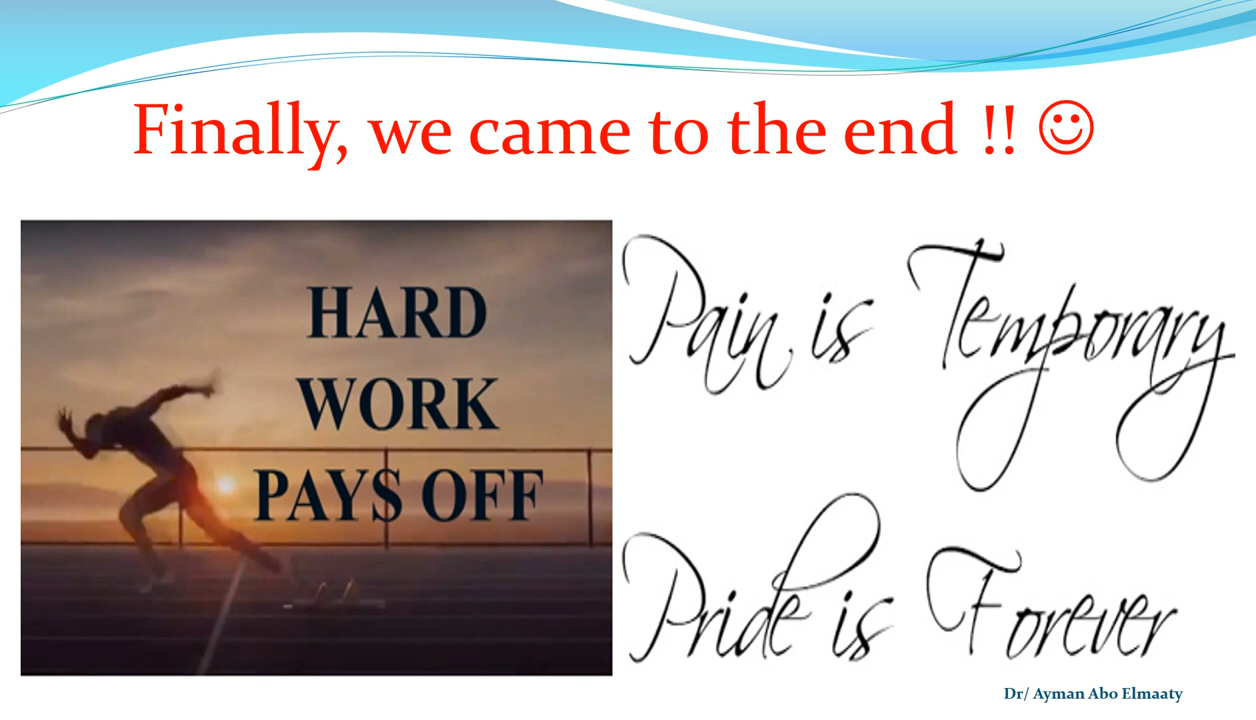 Finally, we came to the end !! ☺
HARD
WORK
PAYS OFF
Pain is Temporary
Pride is Forever
Dr/ Ayman Abo Elmaaty